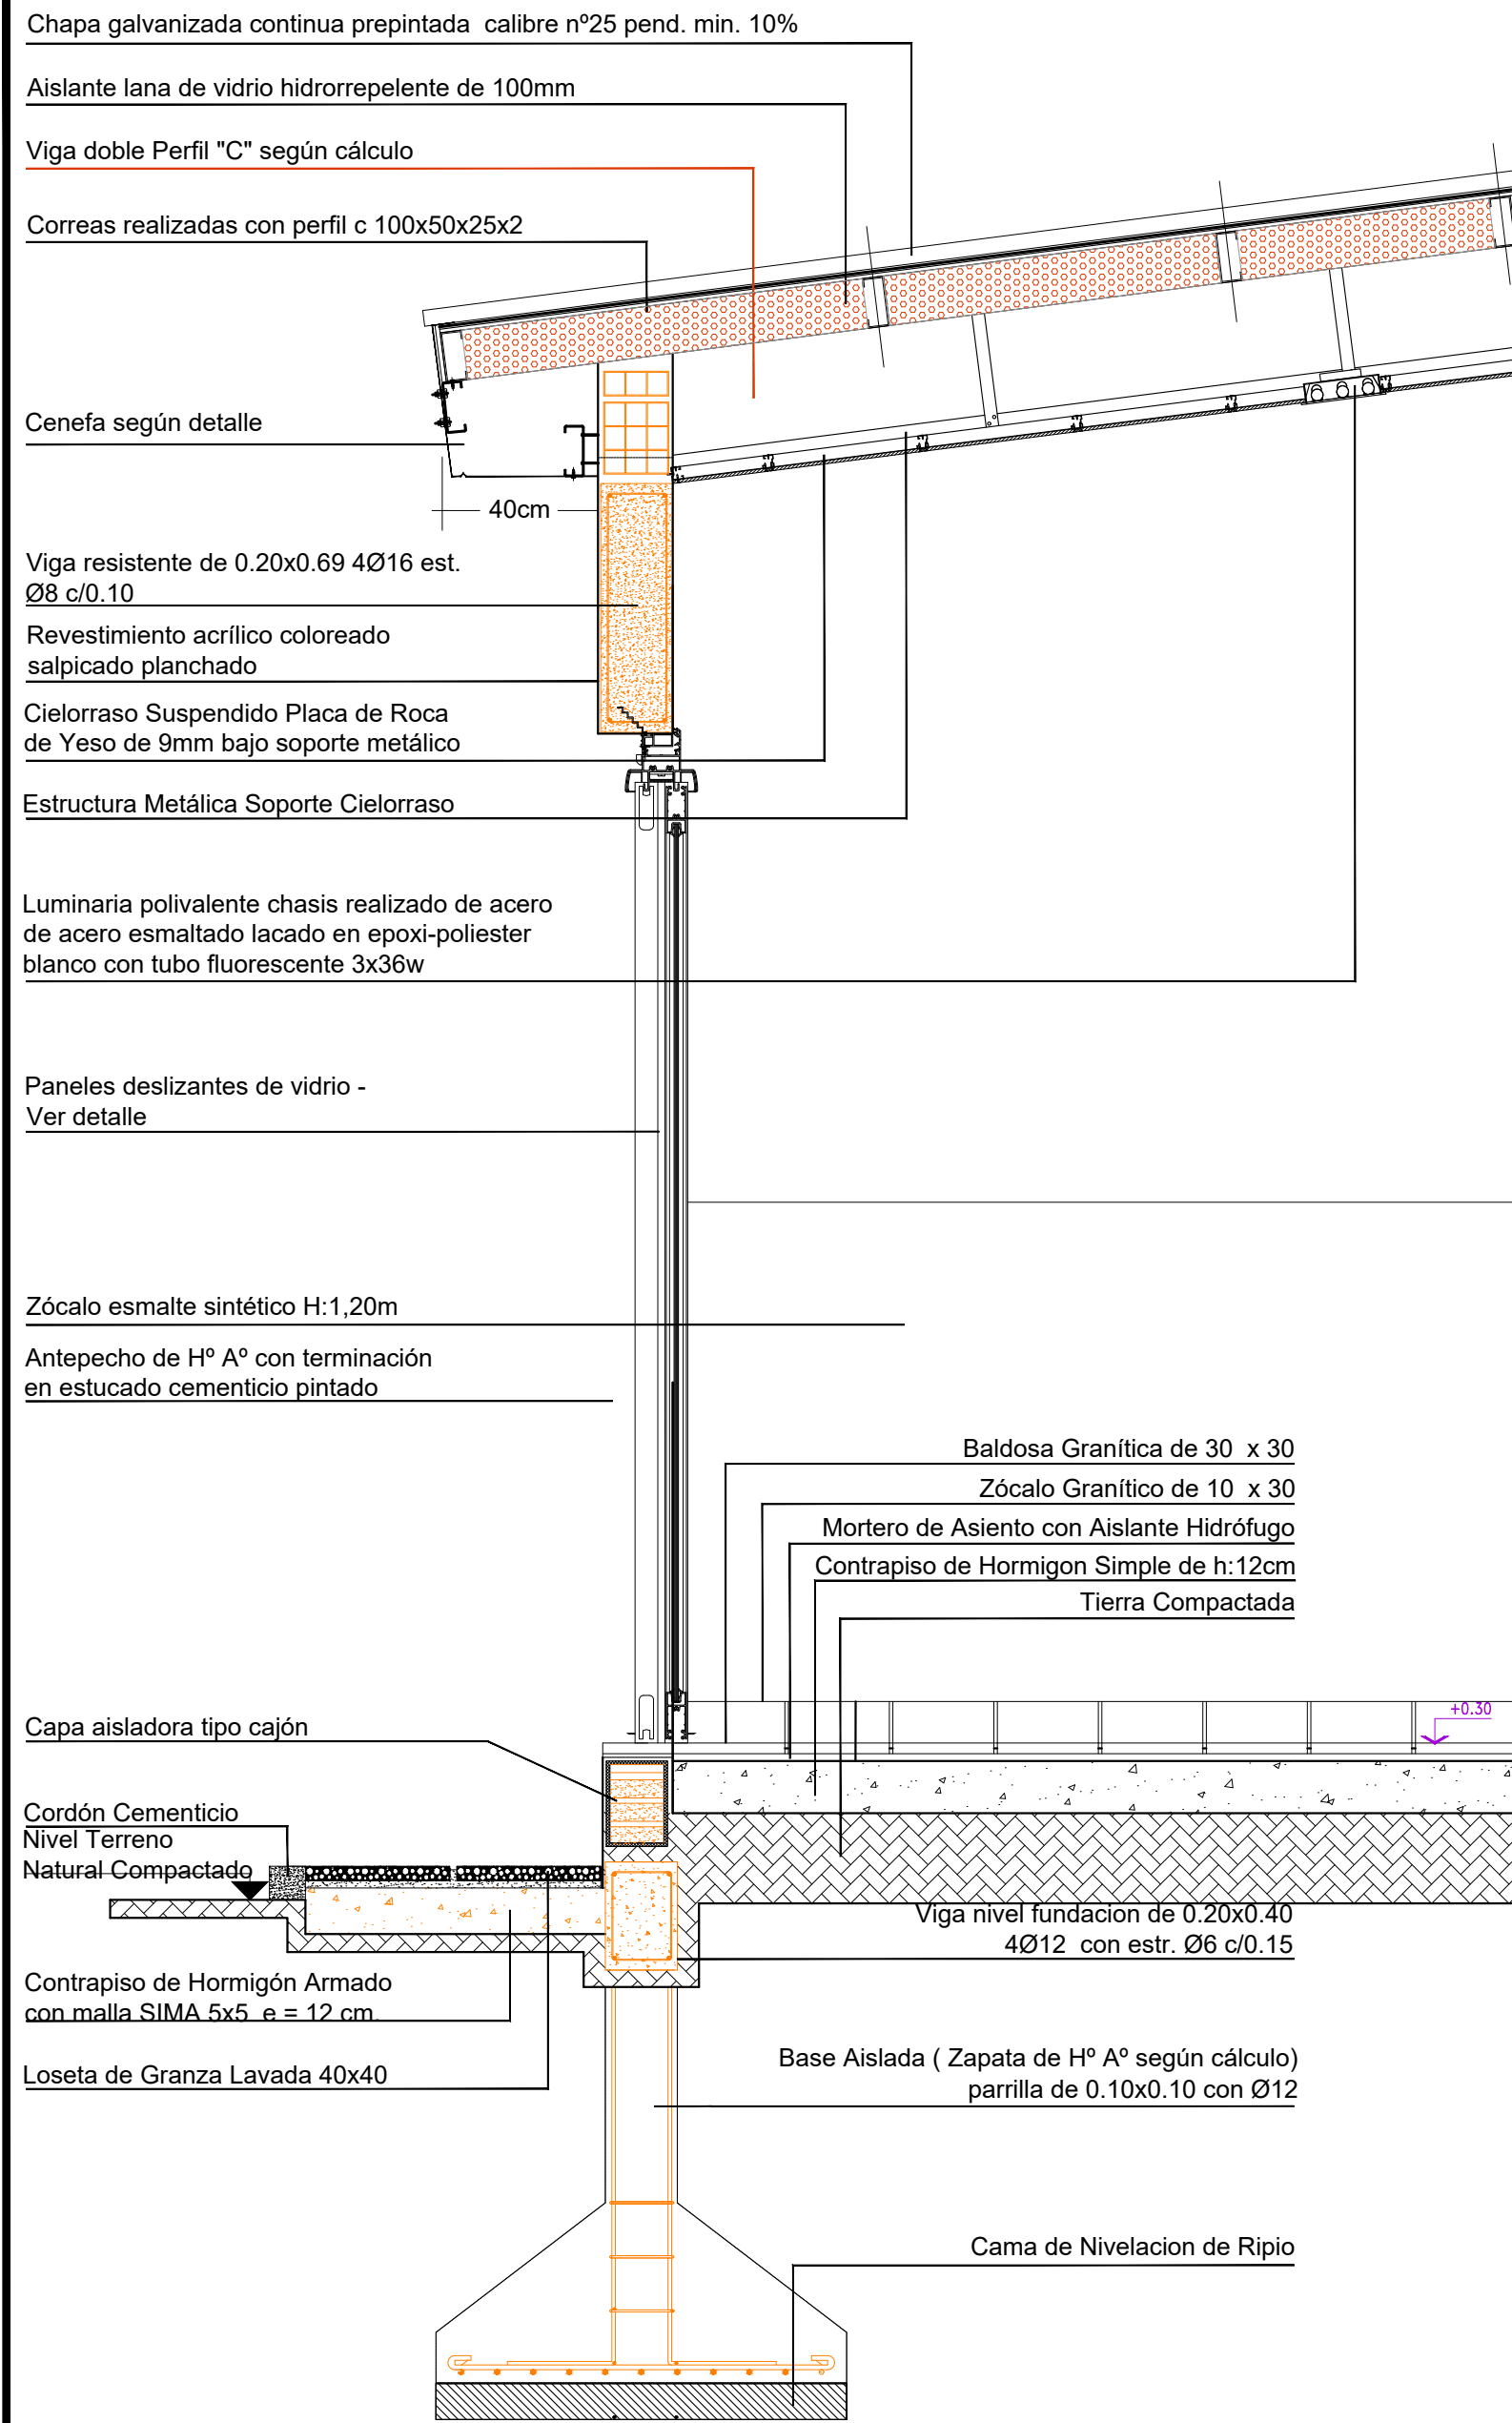 Chapa galvanizada continua prepintada  calibre nº25 pend. min. 10%
Aislante lana de vidrio hidrorrepelente de 100mm
Viga doble Perfil "C" según cálculo
Correas realizadas con perfil c 100x50x25x2
Cenefa según detalle
40cm
Viga resistente de 0.20x0.69 4Ø16 est.
Ø8 c/0.10
Revestimiento acrílico coloreado
salpicado planchado
Cielorraso Suspendido Placa de Roca
de Yeso de 9mm bajo soporte metálico
Estructura Metálica Soporte Cielorraso
Luminaria polivalente chasis realizado de acero
de acero esmaltado lacado en epoxi-poliester
blanco con tubo fluorescente 3x36w
Paneles deslizantes de vidrio -
Ver detalle
Zócalo esmalte sintético H:1,20m
Antepecho de Hº Aº con terminación
en estucado cementicio pintado
Baldosa Granítica de 30  x 30
Zócalo Granítico de 10  x 30
Mortero de Asiento con Aislante Hidrófugo
Contrapiso de Hormigon Simple de h:12cm
Tierra Compactada
+0.30
Capa aisladora tipo cajón
Cordón Cementicio
Nivel Terreno
Natural Compactado
Viga nivel fundacion de 0.20x0.40
4Ø12  con estr. Ø6 c/0.15
Contrapiso de Hormigón Armado
con malla SIMA 5x5  e = 12 cm.
Loseta de Granza Lavada 40x40
Base Aislada ( Zapata de Hº Aº según cálculo)
parrilla de 0.10x0.10 con Ø12
Cama de Nivelacion de Ripio